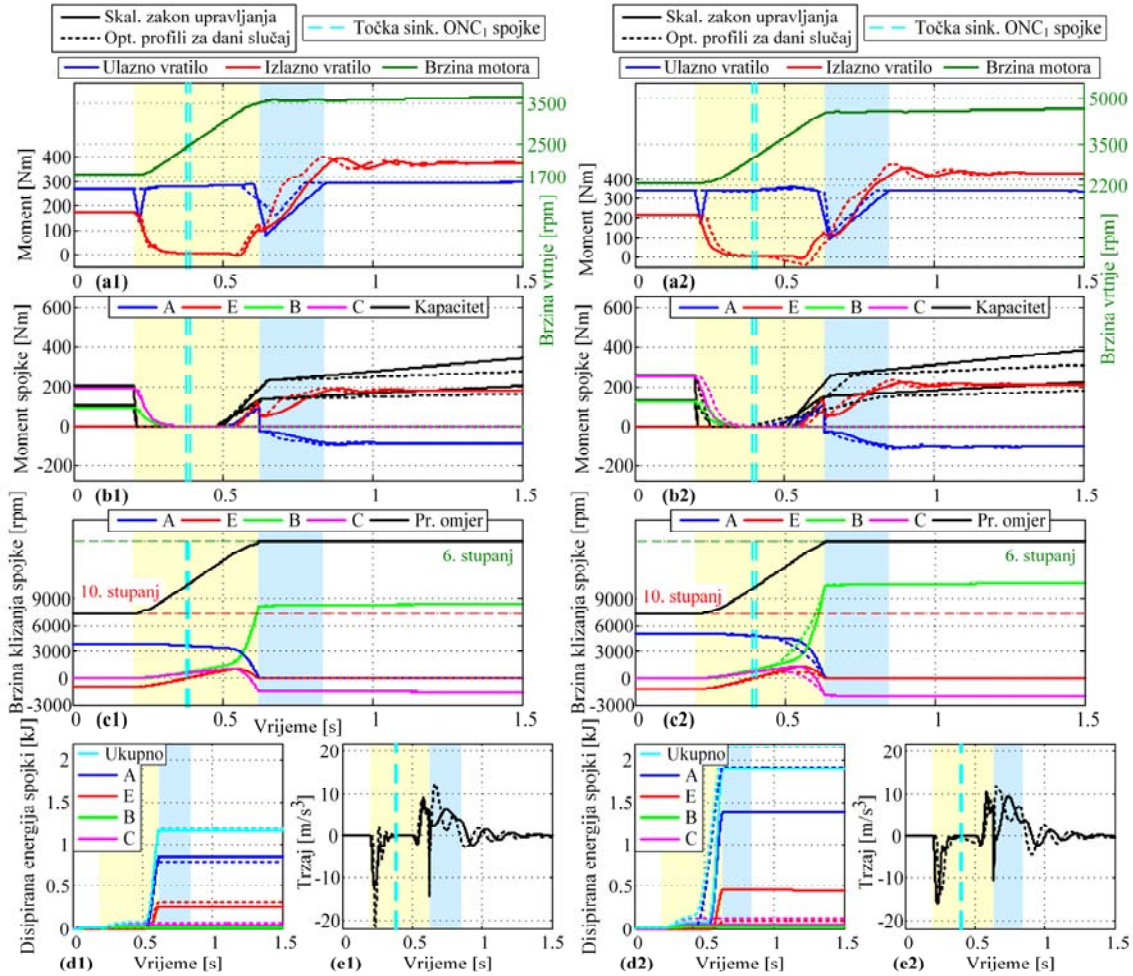 Skal. zakon upravljanja
Opt. profili za dani slučaj
Točka sink. ONC₁ spojke
Ulazno vratilo Izlazno vratilo Brzina motora
Moment [Nm]
400
300
200
100
0
3500
2500
1700
Brzina vrtnje [rpm]
(a1)
0 0.5 1 1.5
A E B C Kapacitet
Moment spojke [Nm]
600
400
200
0
-200
(b1)
0 0.5 1 1.5
A E B C Pr. omjer
Brzina klizanja spojke [rpm]
9000
6000
3000
0
-3000
10. stupanj
6. stupanj
(c1)
0 0.5 1 1.5
Vrijeme [s]
Disipirana energija spojki [kJ]
2
1.5
1
0.5
0
Ukupno
A
E
B
C
0 0.5 1 1.5
(d1) Vrijeme [s]
Trzaj [m/s³]
20
10
0
-10
-20
0 0.5 1 1.5
(e1) Vrijeme [s]
Skal. zakon upravljanja
Opt. profili za dani slučaj
Točka sink. ONC₁ spojke
Ulazno vratilo Izlazno vratilo Brzina motora
Moment [Nm]
400
300
200
100
0
5000
4500
3500
2500
2200
Brzina vrtnje [rpm]
(a2)
0 0.5 1 1.5
A E B C Kapacitet
Moment spojke [Nm]
600
400
200
0
-200
(b2)
0 0.5 1 1.5
A E B C Pr. omjer
Brzina klizanja spojke [rpm]
9000
6000
3000
0
-3000
10. stupanj
6. stupanj
(c2)
0 0.5 1 1.5
Disipirana energija spojki [kJ]
2
1.5
1
0.5
0
Ukupno
A
E
B
C
0 0.5 1 1.5
(d2) Vrijeme [s]
Trzaj [m/s³]
20
10
0
-10
-20
0 0.5 1 1.5
(e2) Vrijeme [s]